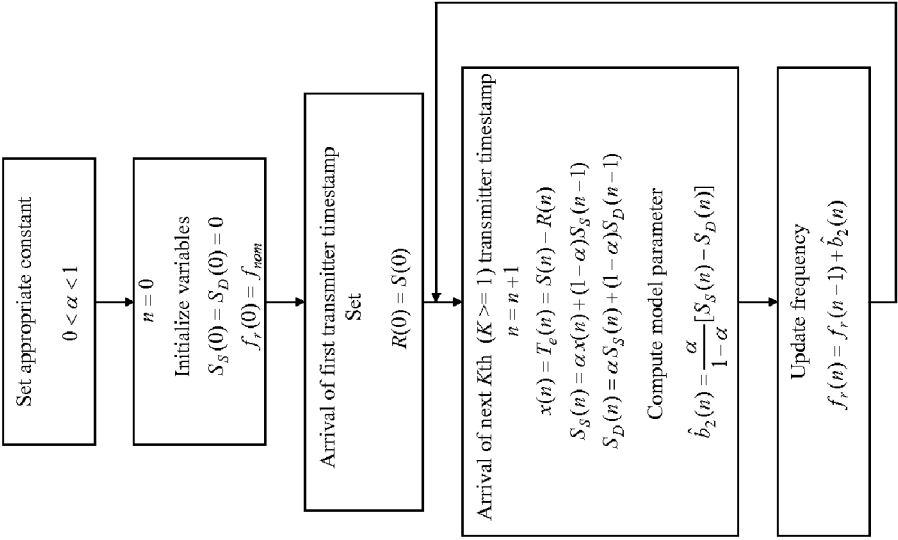 Set appropriate constant
0 < α < 1
n = 0
Initialize variables
S_S(0) = S_D(0) = 0
f_r(0) = f_nom
Arrival of first transmitter timestamp
Set
R(0) = S(0)
Arrival of next Kth (K >= 1) transmitter timestamp
n = n + 1
x(n) = T_e(n) = S(n) − R(n)
S_S(n) = αx(n) + (1 − α)S_S(n − 1)
S_D(n) = αS_S(n) + (1 − α)S_D(n − 1)
Compute model parameter
b̂_2(n) = α/(1 − α) [S_S(n) − S_D(n)]
Update frequency
f_r(n) = f_r(n − 1) + b̂_2(n)